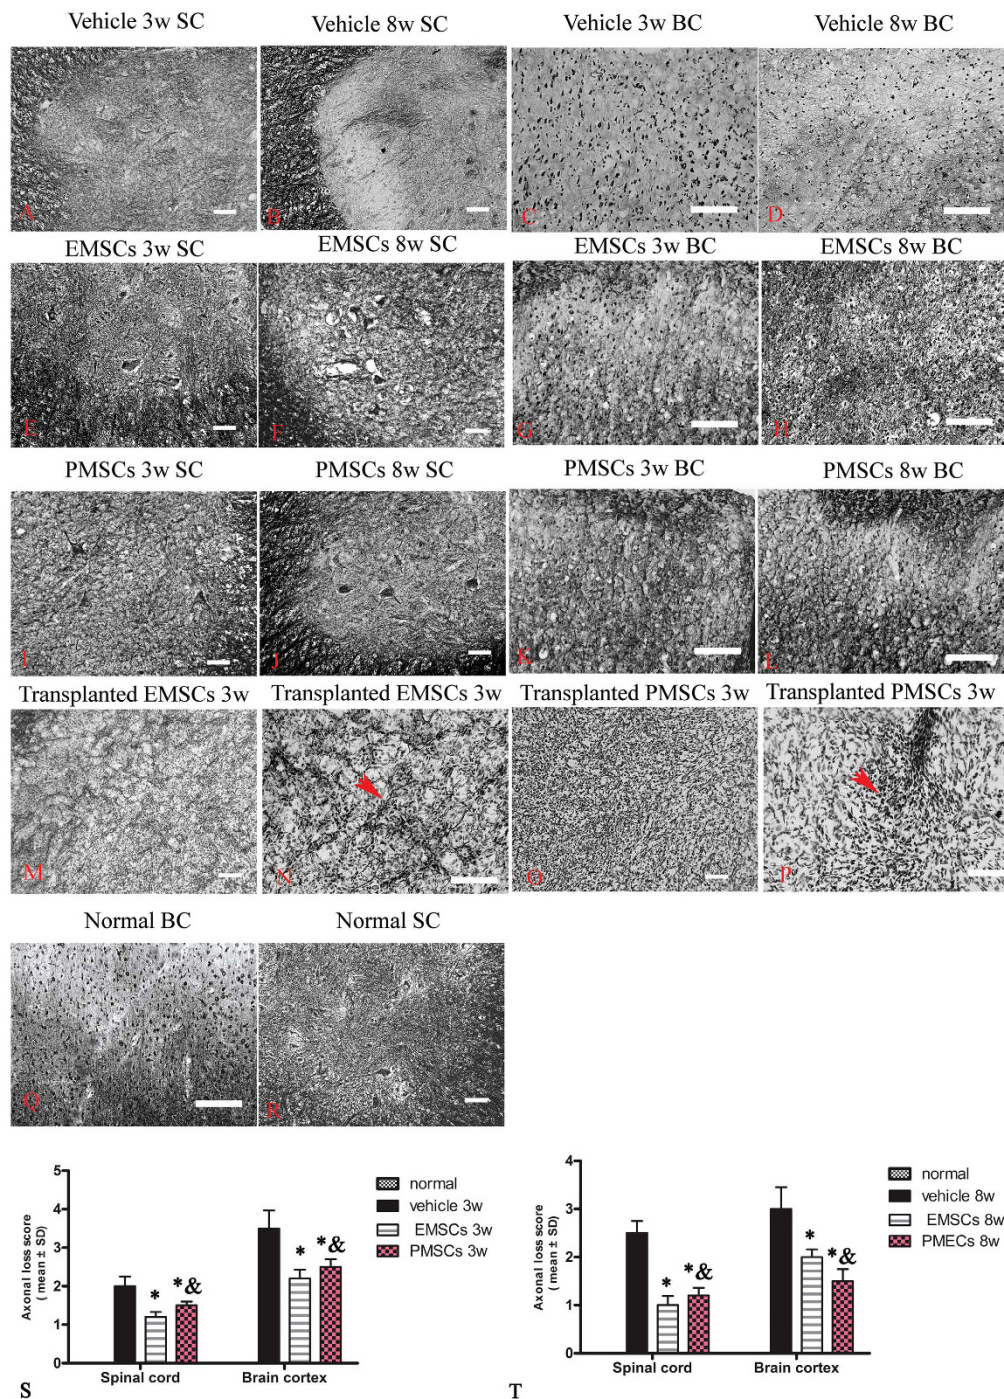 Vehicle 3w SC
Vehicle 8w SC
Vehicle 3w BC
Vehicle 8w BC
A
B
C
D
EMSCs 3w SC
EMSCs 8w SC
EMSCs 3w BC
EMSCs 8w BC
E
F
G
H
PMSCs 3w SC
PMSCs 8w SC
PMSCs 3w BC
PMSCs 8w BC
I
J
K
L
Transplanted EMSCs 3w
Transplanted EMSCs 3w
Transplanted PMSCs 3w
Transplanted PMSCs 3w
M
N
O
P
Normal BC
Normal SC
Q
R
Axonal loss score
( mean ± SD)
5
4
3
2
1
0
*
*&
*
*&
Spinal cord
Brain cortex
normal
vehicle 3w
EMSCs 3w
PMSCs 3w
S
Axonal loss score
( mean ± SD)
4
3
2
1
0
*
*&
*
*&
Spinal cord
Brain cortex
normal
vehicle 8w
EMSCs 8w
PMECs 8w
T